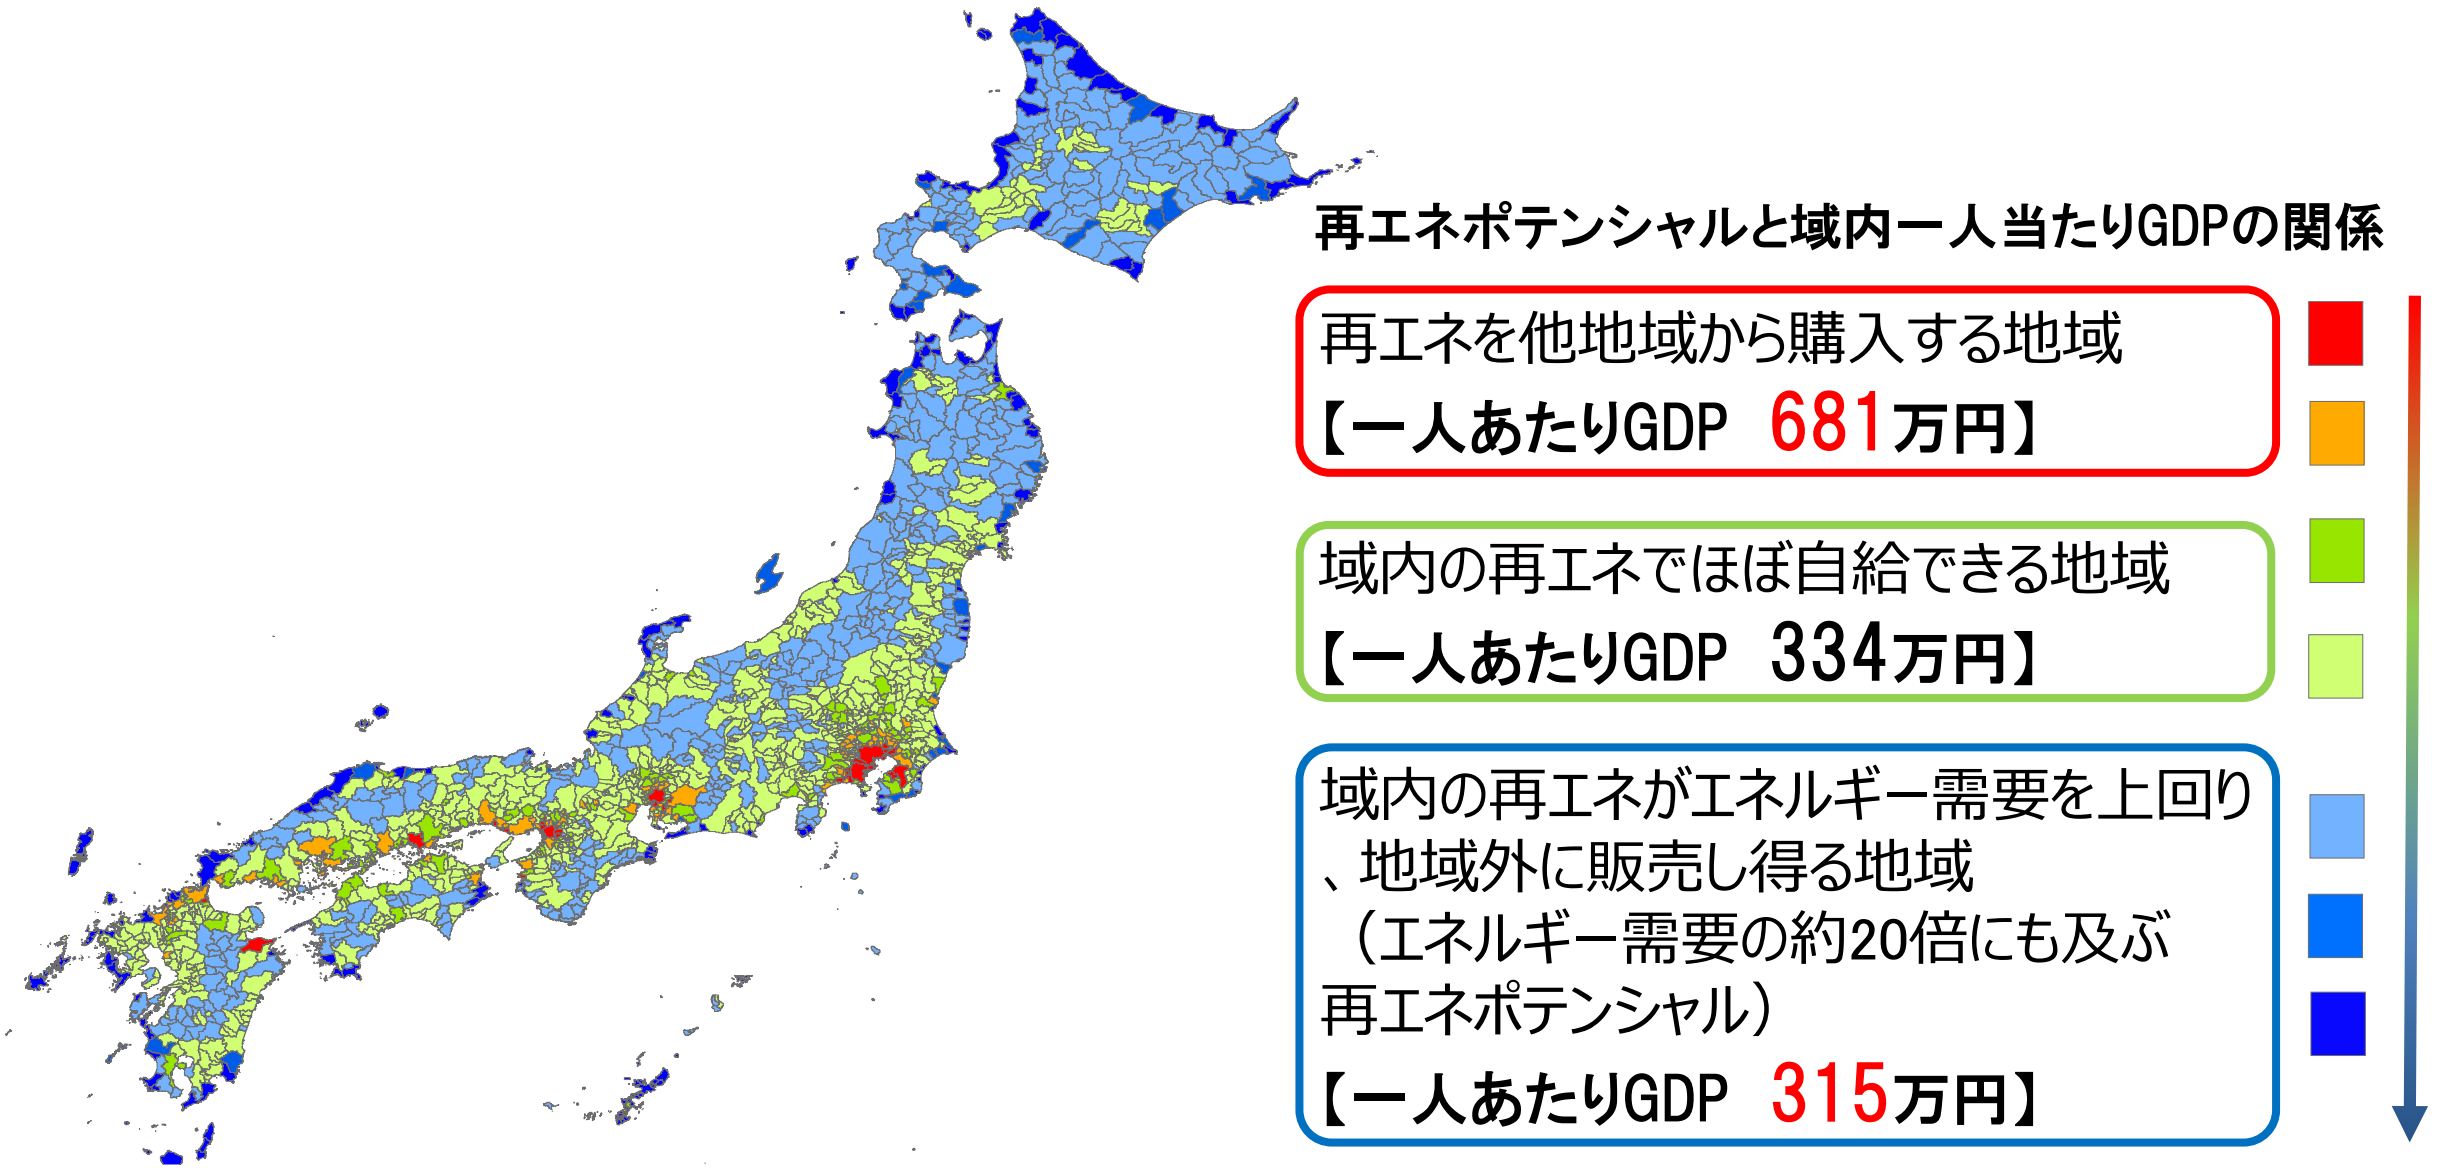 再エネポテンシャルと域内一人当たりGDPの関係
再エネを他地域から購入する地域
【一人あたりGDP 681万円】
域内の再エネでほぼ自給できる地域
【一人あたりGDP 334万円】
域内の再エネがエネルギー需要を上回り
、地域外に販売し得る地域
（エネルギー需要の約20倍にも及ぶ
再エネポテンシャル）
【一人あたりGDP 315万円】